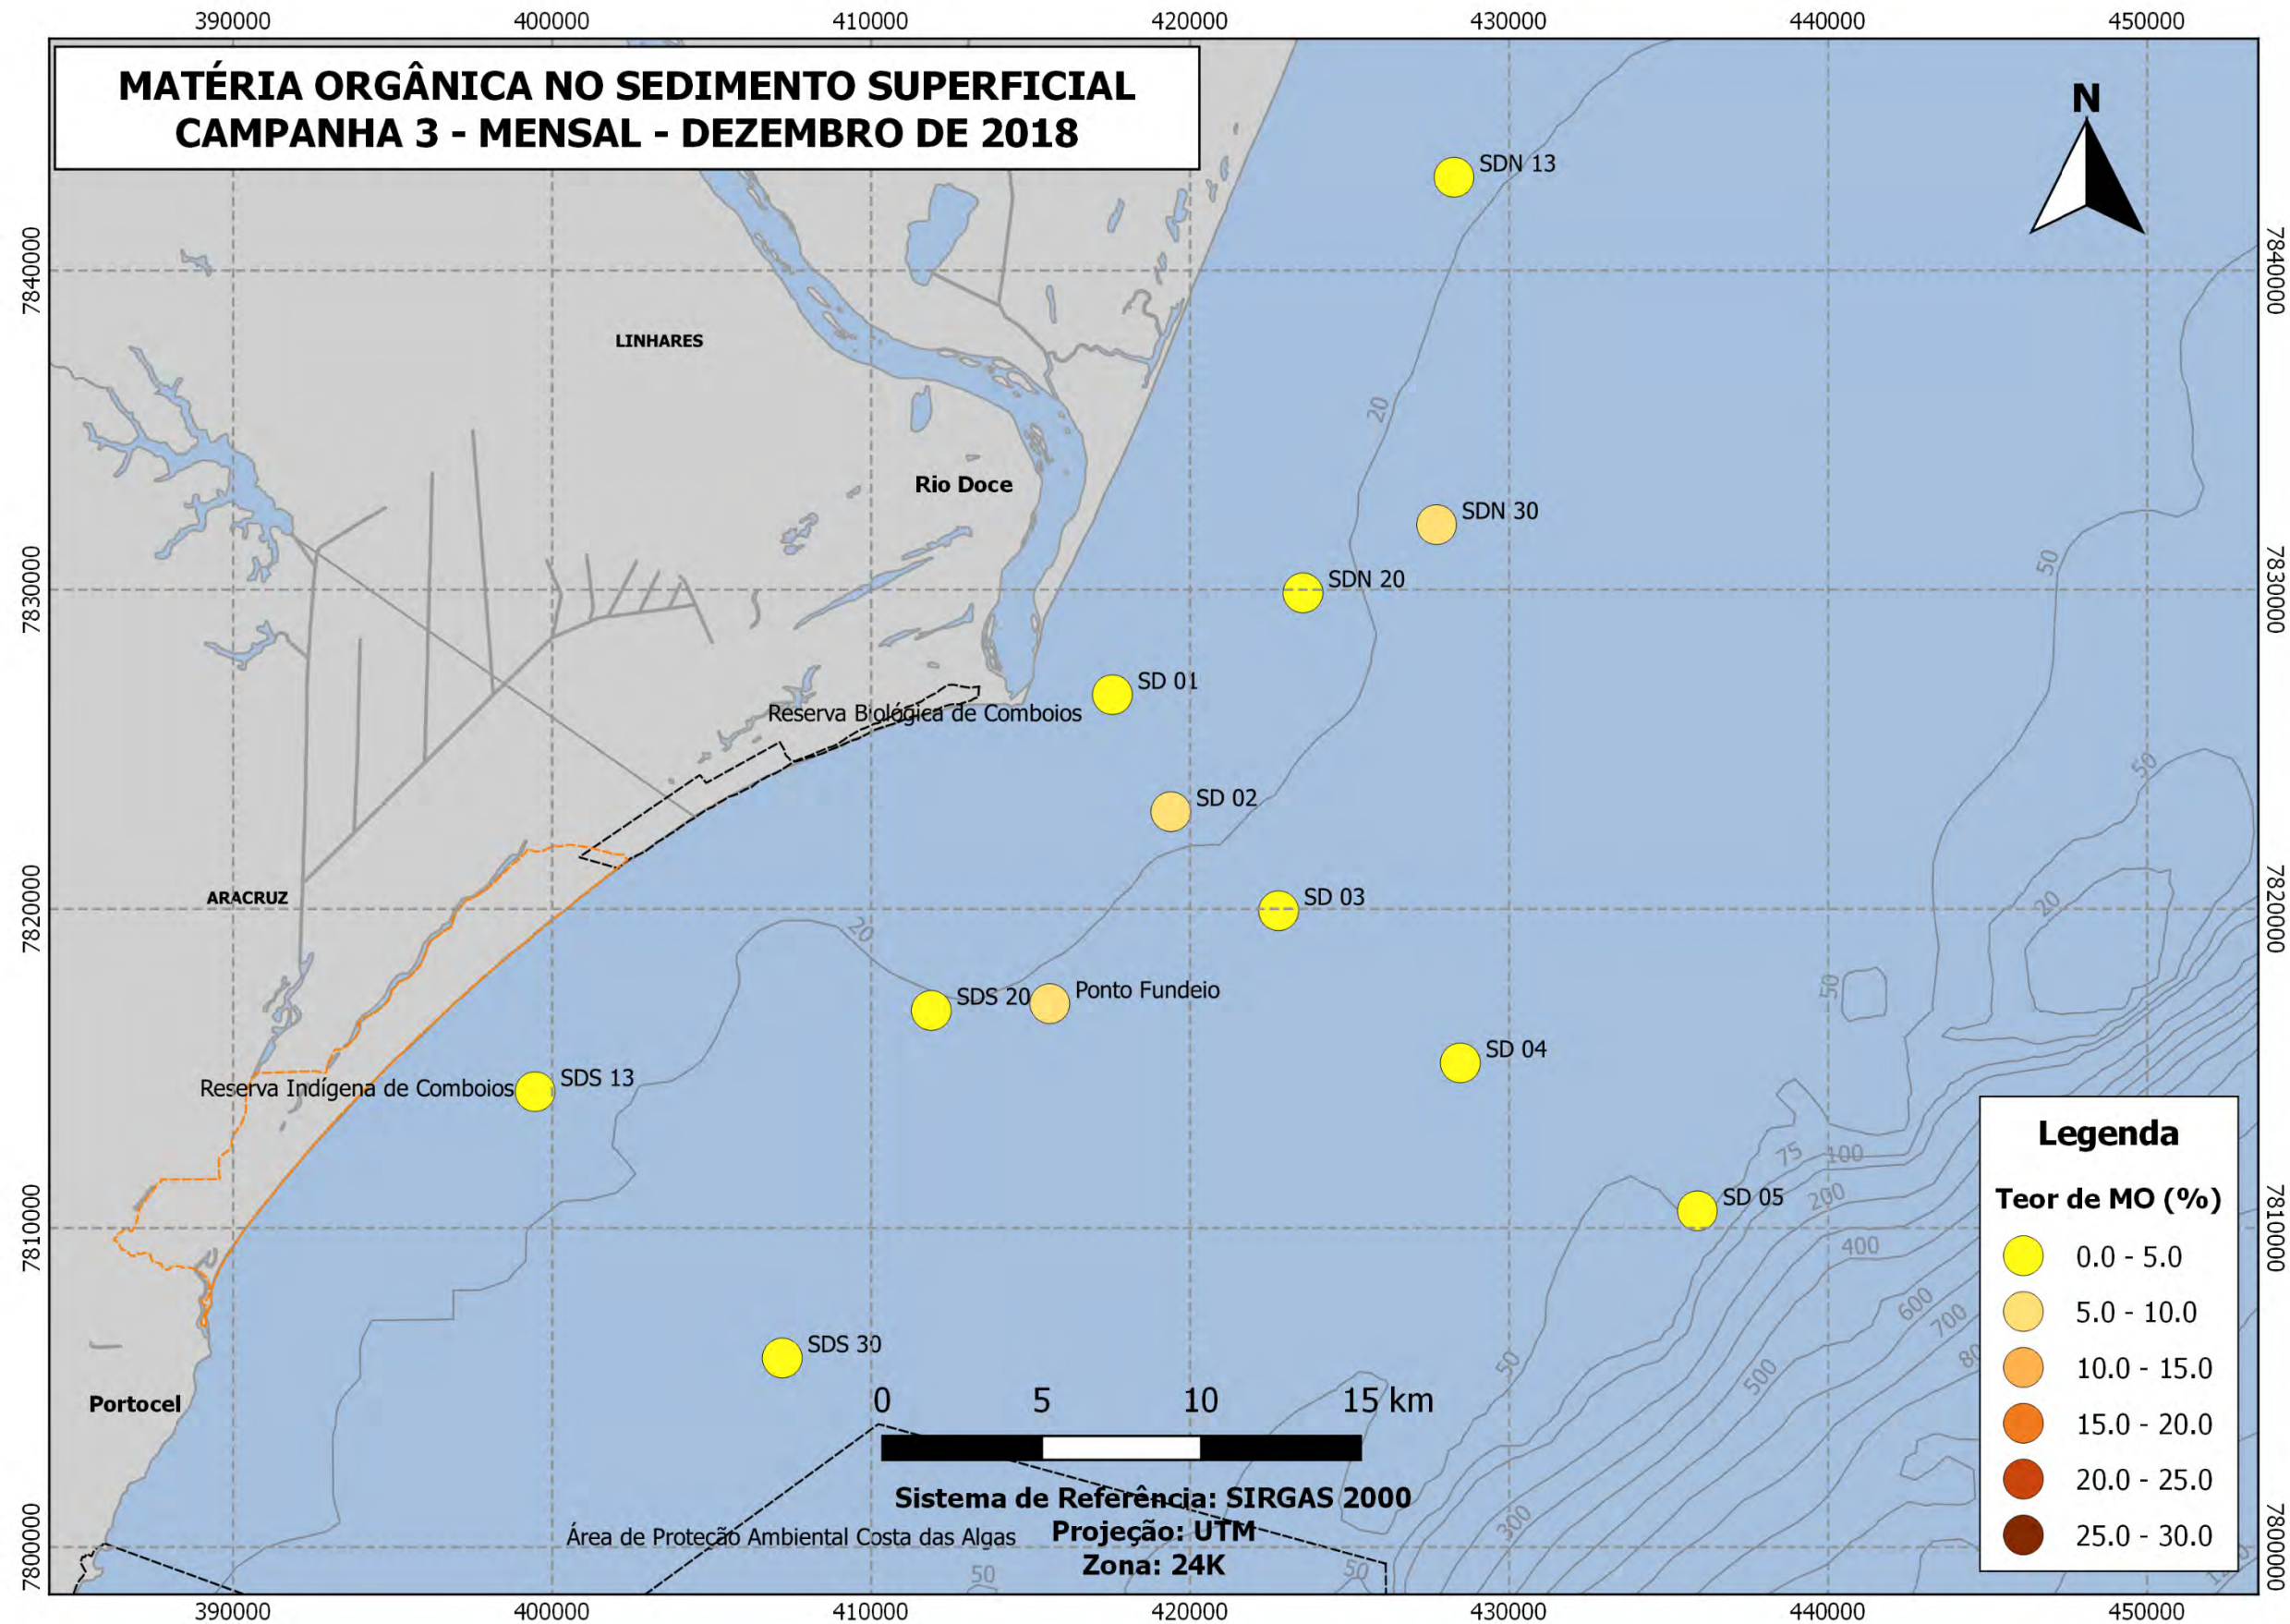 390000
400000
410000
420000
430000
440000
450000
MATÉRIA ORGÂNICA NO SEDIMENTO SUPERFICIAL
CAMPANHA 3 - MENSAL - DEZEMBRO DE 2018
N
SDN 13
7840000
7840000
LINHARES
20
Rio Doce
SDN 30
50
7830000
SDN 20
7830000
SD 01
Reserva Biológica de Comboios
50
SD 02
7820000
ARACRUZ
SD 03
20
7820000
20
SDS 20
Ponto Fundeio
50
SD 04
Reserva Indígena de Comboios
SDS 13
75
100
200
SD 05
400
7810000
7810000
600
700
500
50
SDS 30
Portocel
0
5
10
15 km
Sistema de Referência: SIRGAS 2000
Projeção: UTM
Zona: 24K
Área de Proteção Ambiental Costa das Algas
300
50
50
7800000
7800000
Legenda
Teor de MO (%)
0.0 - 5.0
5.0 - 10.0
10.0 - 15.0
15.0 - 20.0
20.0 - 25.0
25.0 - 30.0
390000
400000
410000
420000
430000
440000
450000